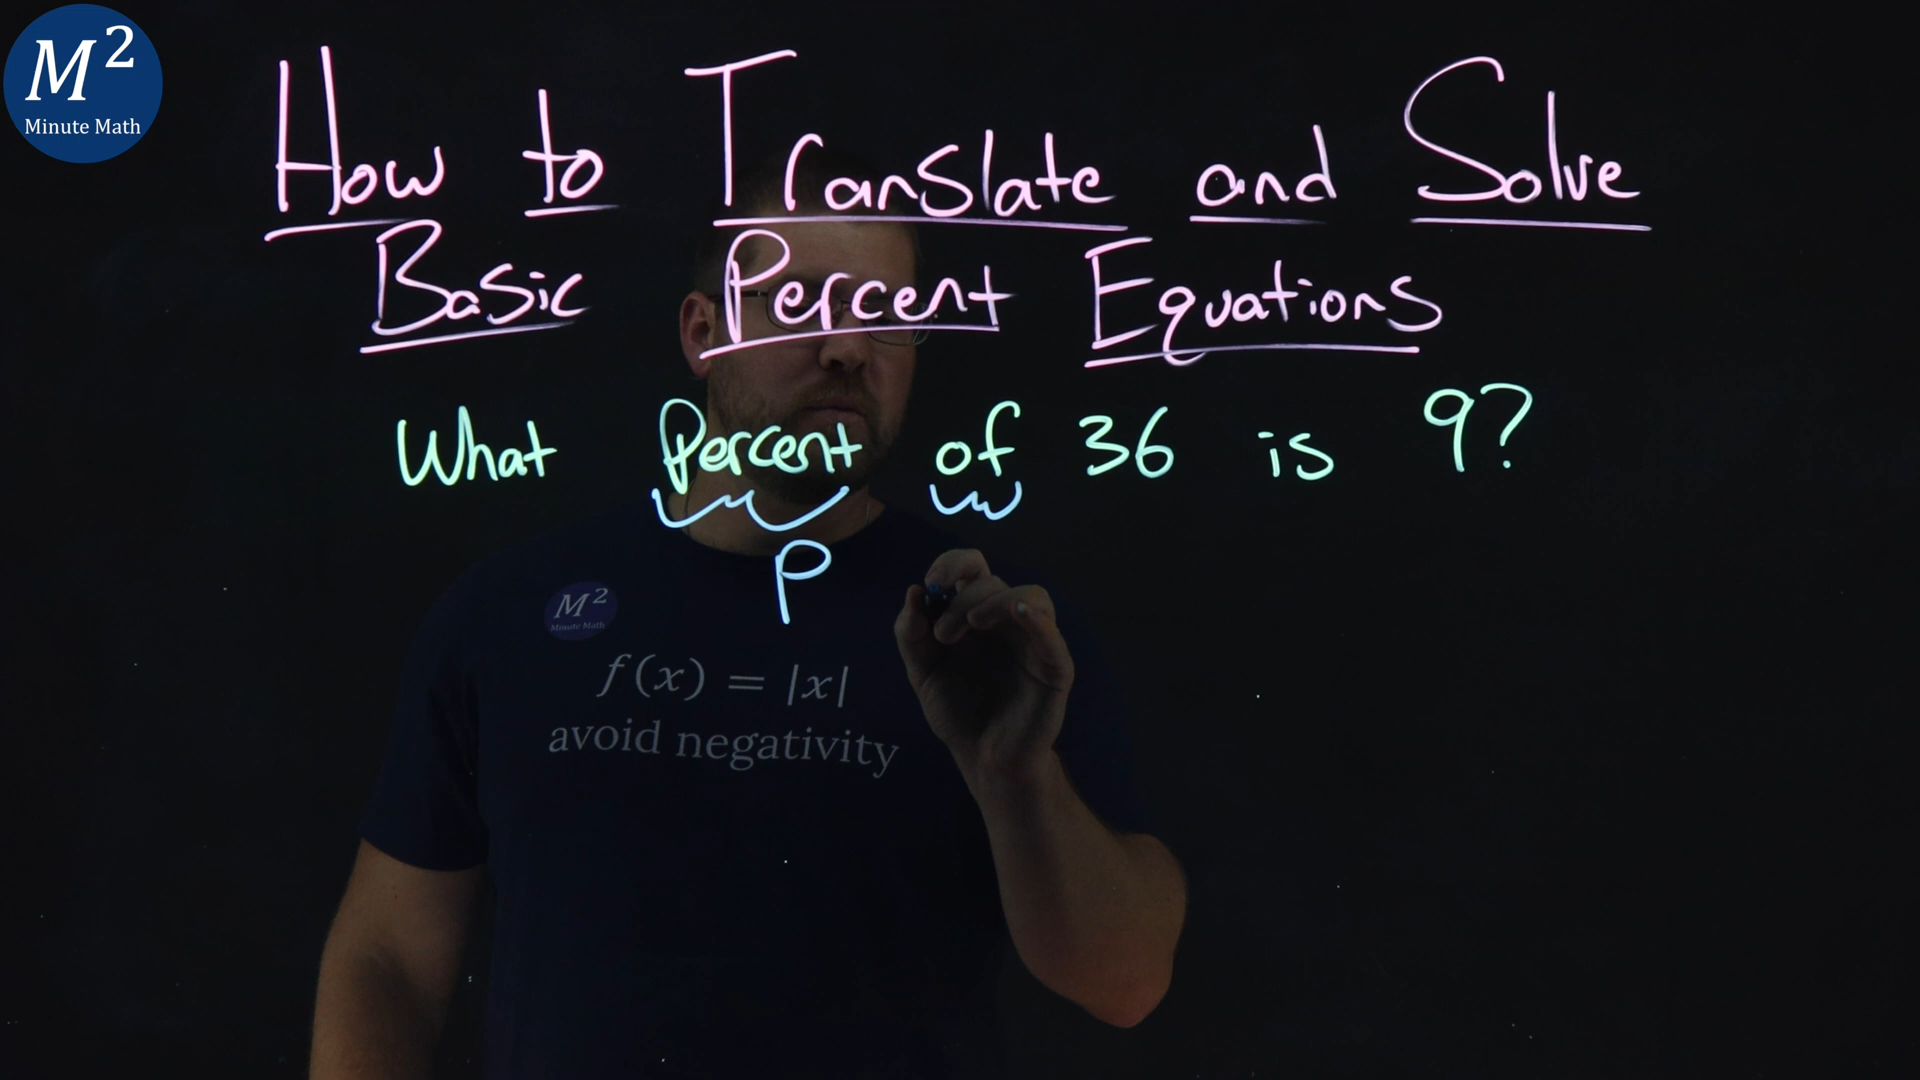 M²
Minute Math
How to Translate and Solve
Basic Percent Equations
What Percent of 36 is 9?
P
M²
Minute Math
f(x) = |x|
avoid negativity